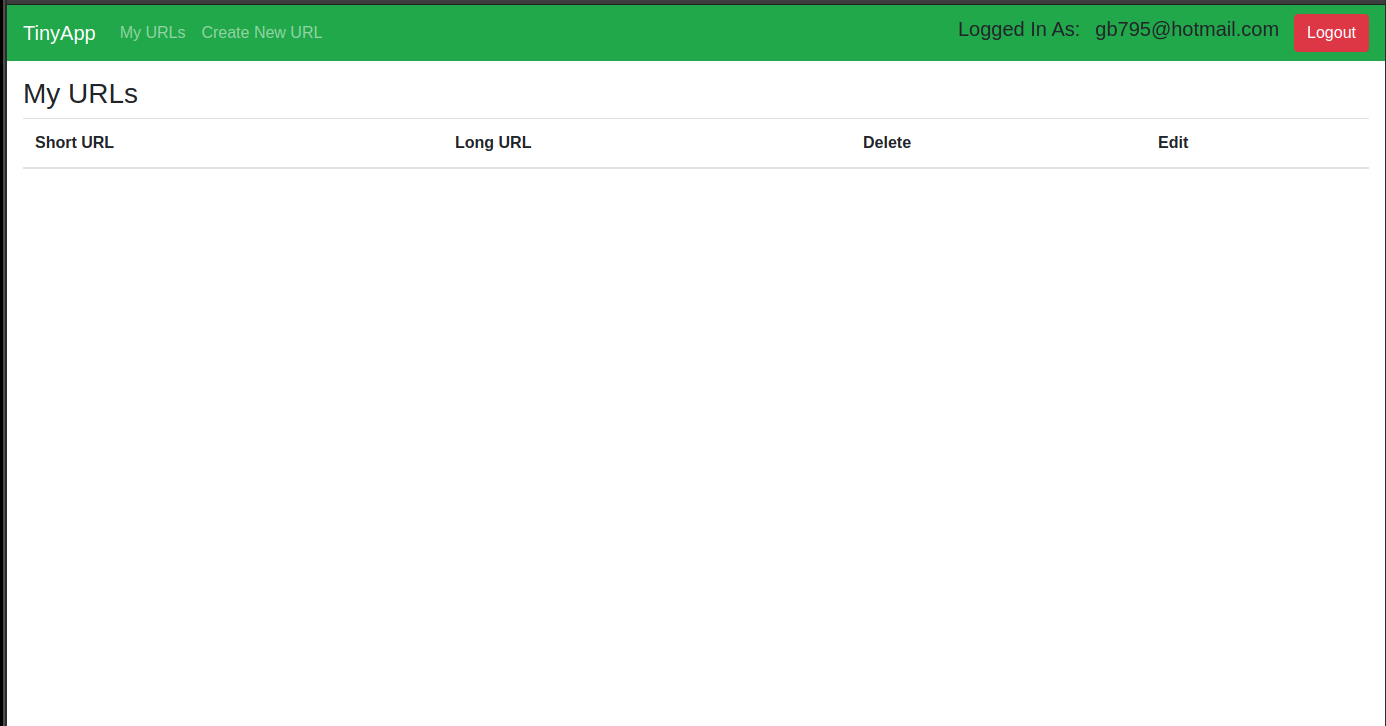 TinyApp My URLs Create New URL Logged In As: gb795@hotmail.com Logout
My URLs
Short URL Long URL Delete Edit